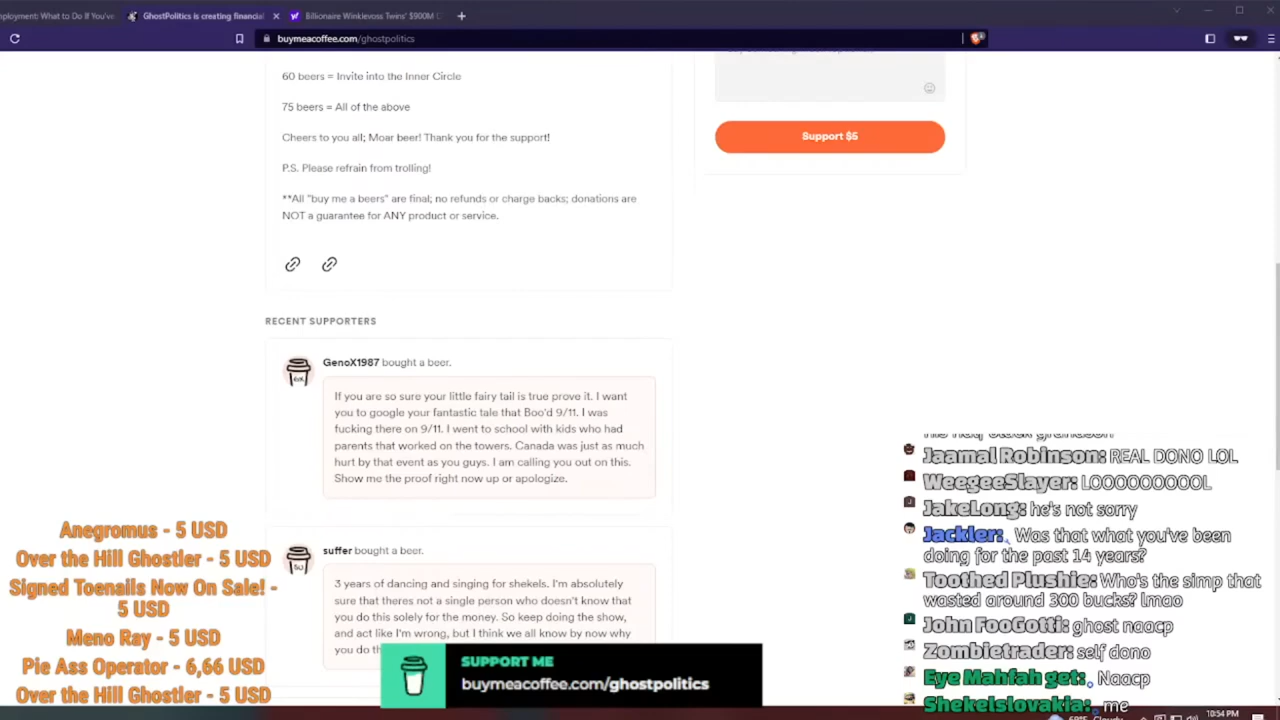 ployment: What to Do If You've
GhostPolitics is creating financial
Billionaire Winklevoss Twins' $900M
buymeacoffee.com/ghostpolitics
60 beers = Invite into the Inner Circle
75 beers = All of the above
Cheers to you all; Moar beer! Thank you for the support!
P.S. Please refrain from trolling!
**All "buy me a beers" are final; no refunds or charge backs; donations are
NOT a guarantee for ANY product or service.
Support $5
RECENT SUPPORTERS
GenoX1987 bought a beer.
If you are so sure your little fairy tail is true prove it. I want
you to google your fantastic tale that Boo'd 9/11. I was
fucking there on 9/11. I went to school with kids who had
parents that worked on the towers. Canada was just as much
hurt by that event as you guys. I am calling you out on this.
Show me the proof right now up or apologize.
suffer bought a beer.
3 years of dancing and singing for shekels. I'm absolutely
sure that theres not a single person who doesn't know that
you do this solely for the money. So keep doing the show,
and act like I'm wrong, but I think we all know by now why
you do th
SUPPORT ME
buymeacoffee.com/ghostpolitics
Anegromus - 5 USD
Over the Hill Ghostler - 5 USD
Signed Toenails Now On Sale! -
5 USD
Meno Ray - 5 USD
Pie Ass Operator - 6,66 USD
Over the Hill Ghostler - 5 USD
Jaamal Robinson: REAL DONO LOL
WeegeeSlayer: LOOOOOOOOOL
JakeLong: he's not sorry
Jackler: Was that what you've been
doing for the past 14 years?
Toothed Plushie: Who's the simp that
wasted around 300 bucks? lmao
John FooGotti: ghost naacp
Zombietrader: self dono
Eye Mahfah get: Naacp
Shekelslovakia: me
10:54 PM